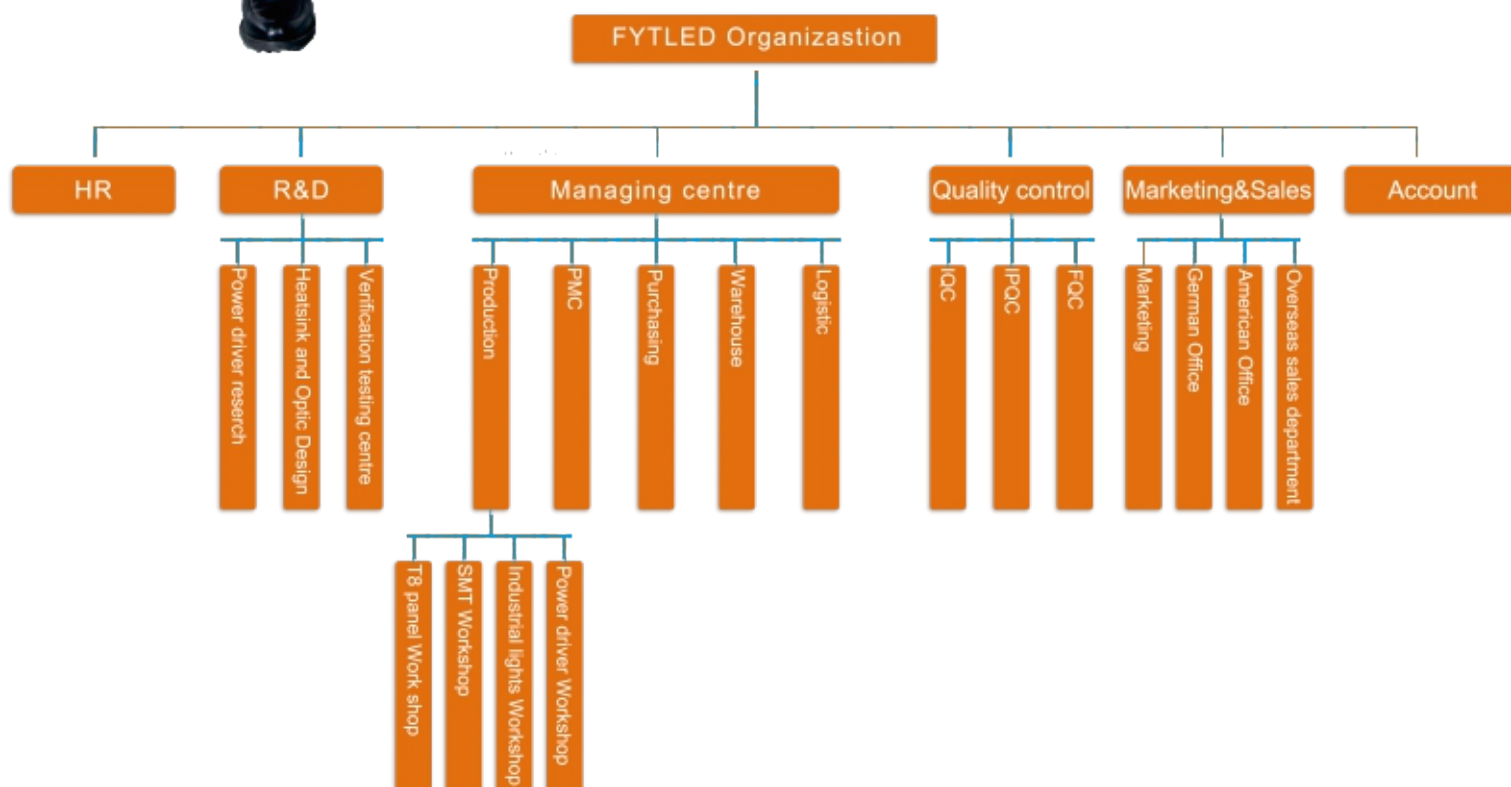 FYTLED Organizastion
HR
R&D
Managing centre
Quality control
Marketing&Sales
Account
Power driver reserch
Heatsink and Optic Design
Verification testing centre
Production
PMC
Purchasing
Warehouse
Logistic
IQC
IPQC
FQC
Marketing
German Office
American Office
Overseas sales department
T8 panel Work shop
SMT Workshop
Industrial lights Workshop
Power driver Workshop